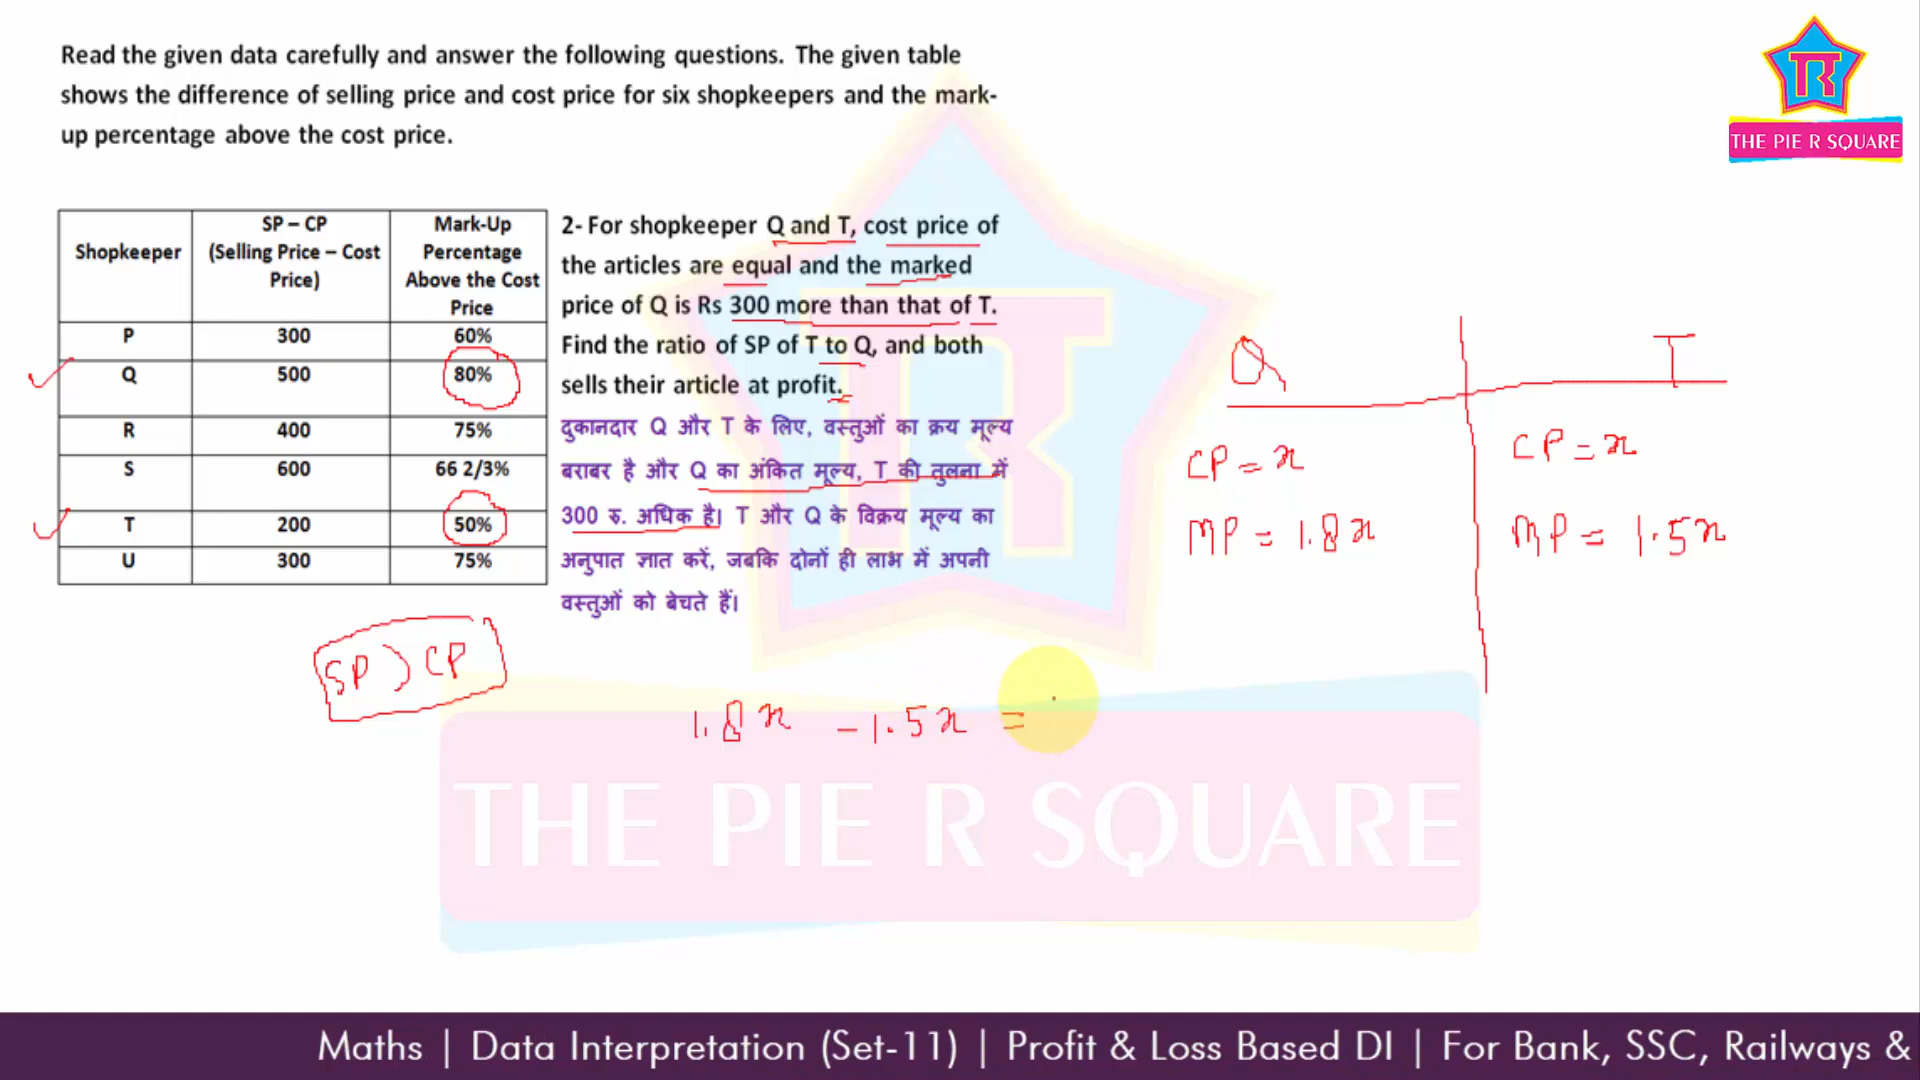 Read the given data carefully and answer the following questions. The given table
shows the difference of selling price and cost price for six shopkeepers and the mark-
up percentage above the cost price.
THE PIE R SQUARE
Shopkeeper SP – CP (Selling Price – Cost Price) Mark-Up Percentage Above the Cost Price
P 300 60%
Q 500 80%
R 400 75%
S 600 66 2/3%
T 200 50%
U 300 75%
2- For shopkeeper Q and T, cost price of
the articles are equal and the marked
price of Q is Rs 300 more than that of T.
Find the ratio of SP of T to Q, and both
sells their article at profit.
दुकानदार Q और T के लिए, वस्तुओं का क्रय मूल्य
बराबर है और Q का अंकित मूल्य, T की तुलना में
300 रु. अधिक है। T और Q के विक्रय मूल्य का
अनुपात ज्ञात करें, जबकि दोनों ही लाभ में अपनी
वस्तुओं को बेचते हैं।
Q T
CP = x CP = x
MP = 1.8x MP = 1.5x
SP > CP
1.8x - 1.5x =
THE PIE R SQUARE
Maths | Data Interpretation (Set-11) | Profit & Loss Based DI | For Bank, SSC, Railways &